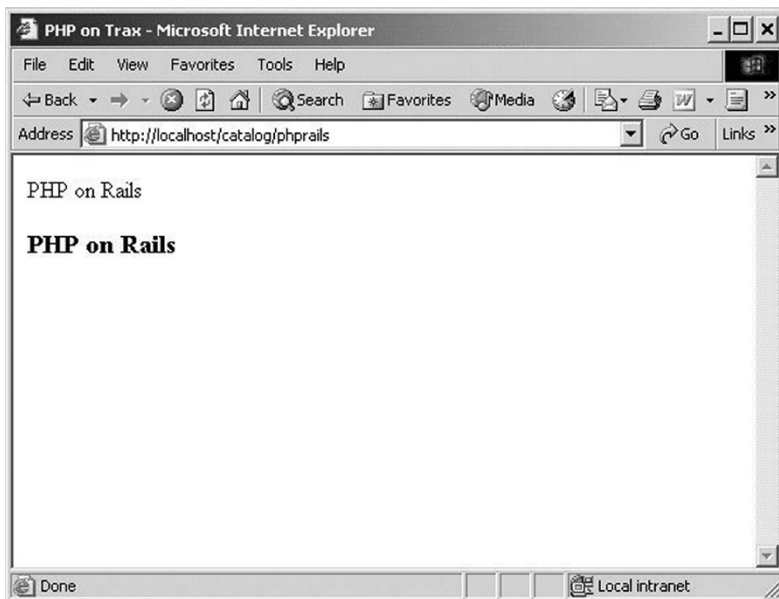 PHP on Trax - Microsoft Internet Explorer
File Edit View Favorites Tools Help
Back Search Favorites Media W »
Address http://localhost/catalog/phprails Go Links »
PHP on Rails
PHP on Rails
Done Local intranet